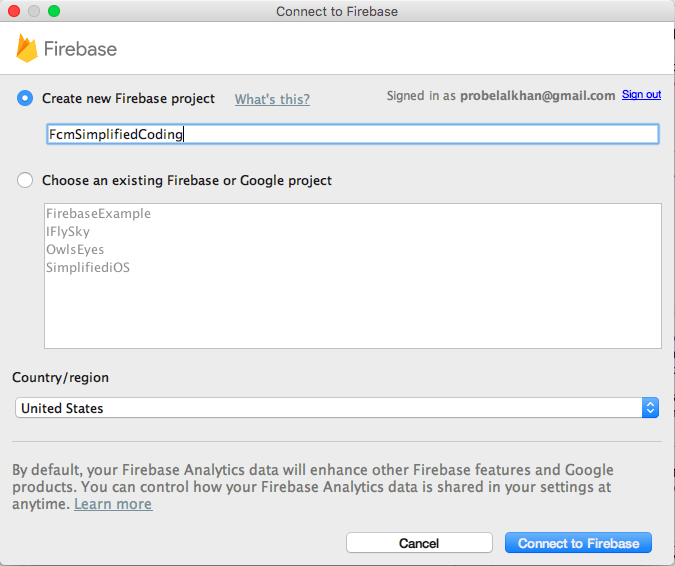 Connect to Firebase
Firebase
Create new Firebase project What's this? Signed in as probelalkhan@gmail.com Sign out
FcmSimplifiedCoding
Choose an existing Firebase or Google project
FirebaseExample
IFlySky
OwlsEyes
SimplifiediOS
Country/region
United States
By default, your Firebase Analytics data will enhance other Firebase features and Google
products. You can control how your Firebase Analytics data is shared in your settings at
anytime. Learn more
Cancel Connect to Firebase